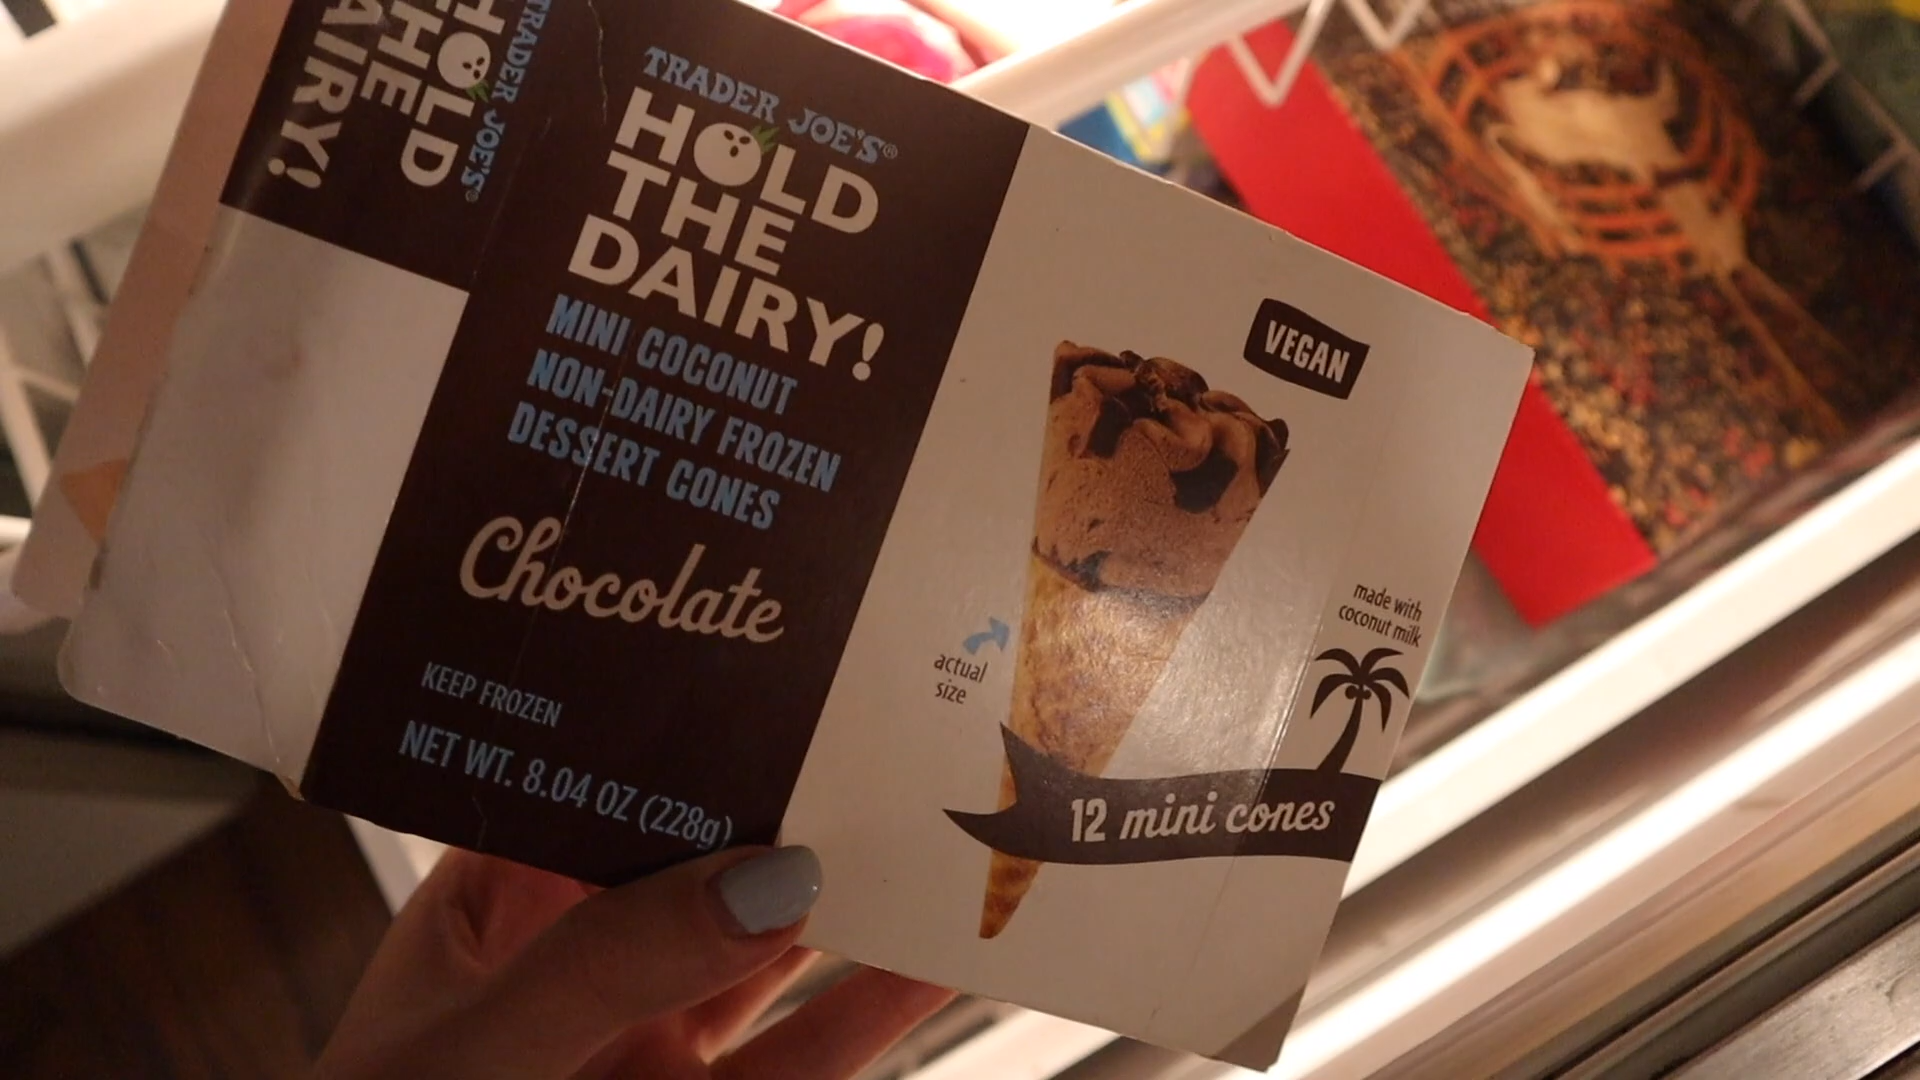 TRADER JOE'S®
HOLD
THE
AIRY!
TRADER JOE'S®
HOLD
THE
DAIRY!
MINI COCONUT
NON-DAIRY FROZEN
DESSERT CONES
Chocolate
KEEP FROZEN
NET WT. 8.04 OZ (228g)
VEGAN
actual
size
made with
coconut milk
12 mini cones